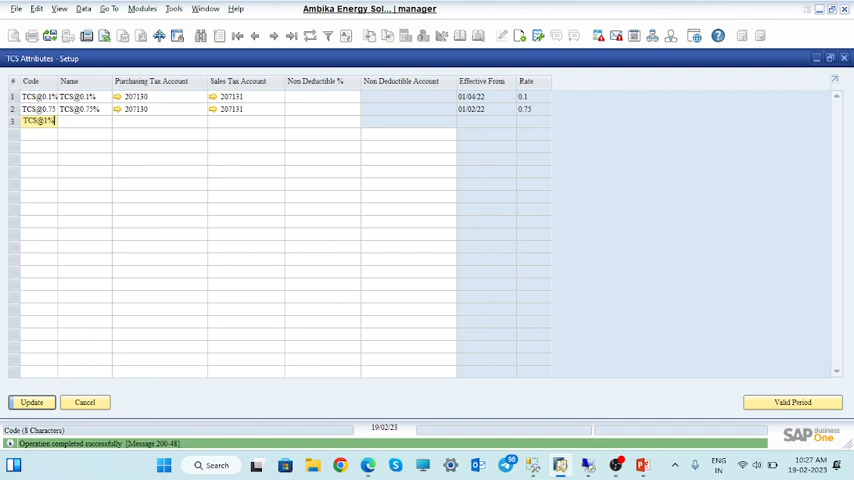 File Edit View Data Go To Modules Tools Window Help Ambika Energy Sol... | manager
TCS Attributes - Setup
# Code Name Purchasing Tax Account Sales Tax Account Non Deductible % Non Deductible Account Effective From Rate
1 TCS@0.1% TCS@0.1% 207130 207131 01/04/22 0.1
2 TCS@0.75 TCS@0.75% 207130 207131 01/02/22 0.75
3 TCS@1%
Update Cancel Valid Period
Code (8 Characters) 19/02/23
Operation completed successfully [Message 200-48]
SAP Business One
Search 98 ENG IN 10:27 AM 19-02-2023